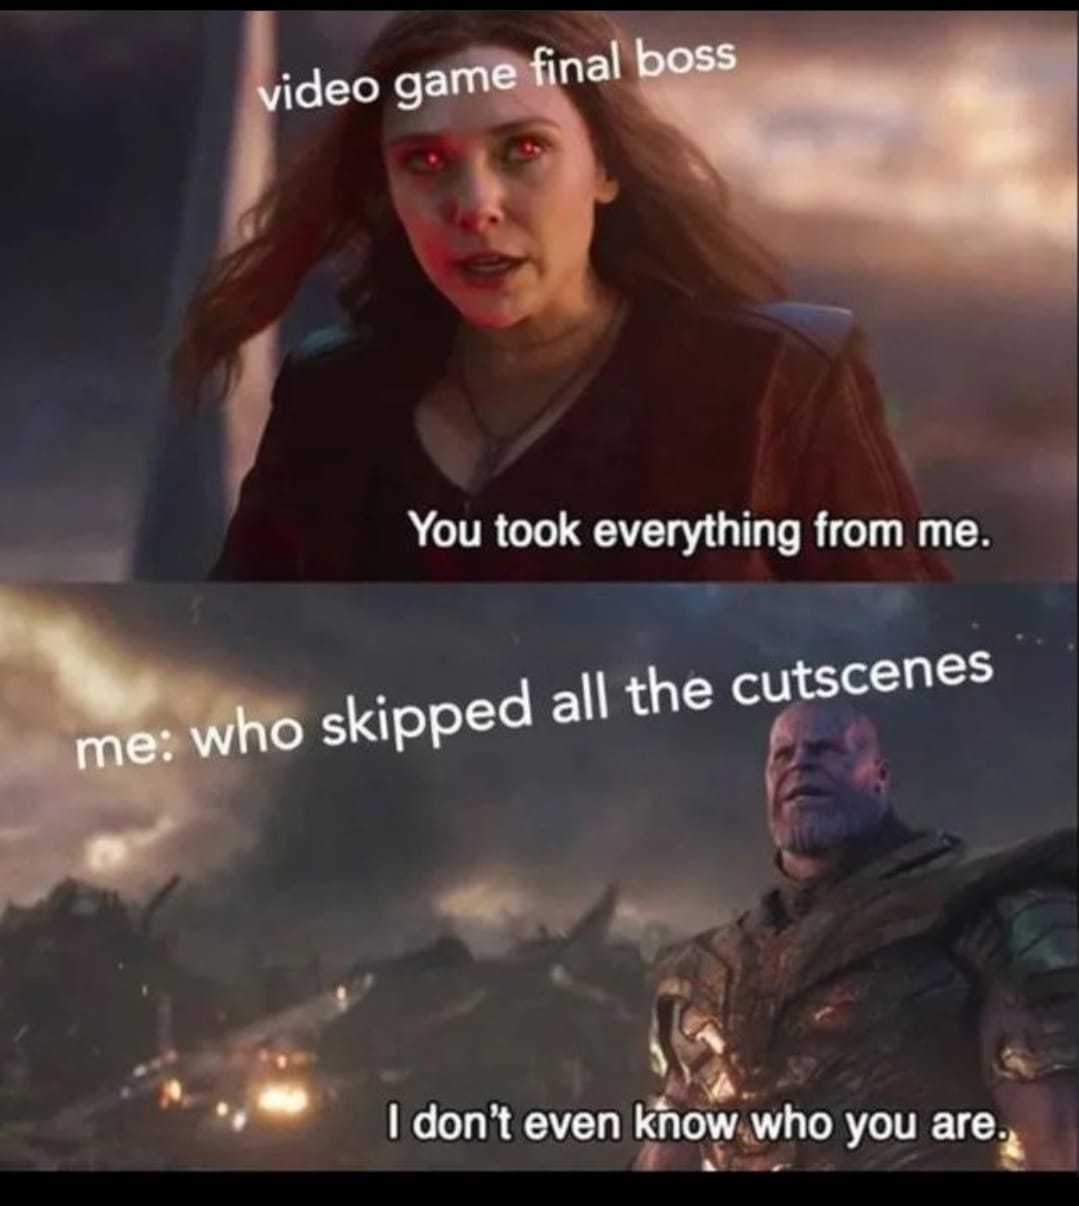 video game final boss
You took everything from me.
me: who skipped all the cutscenes
I don't even know who you are.